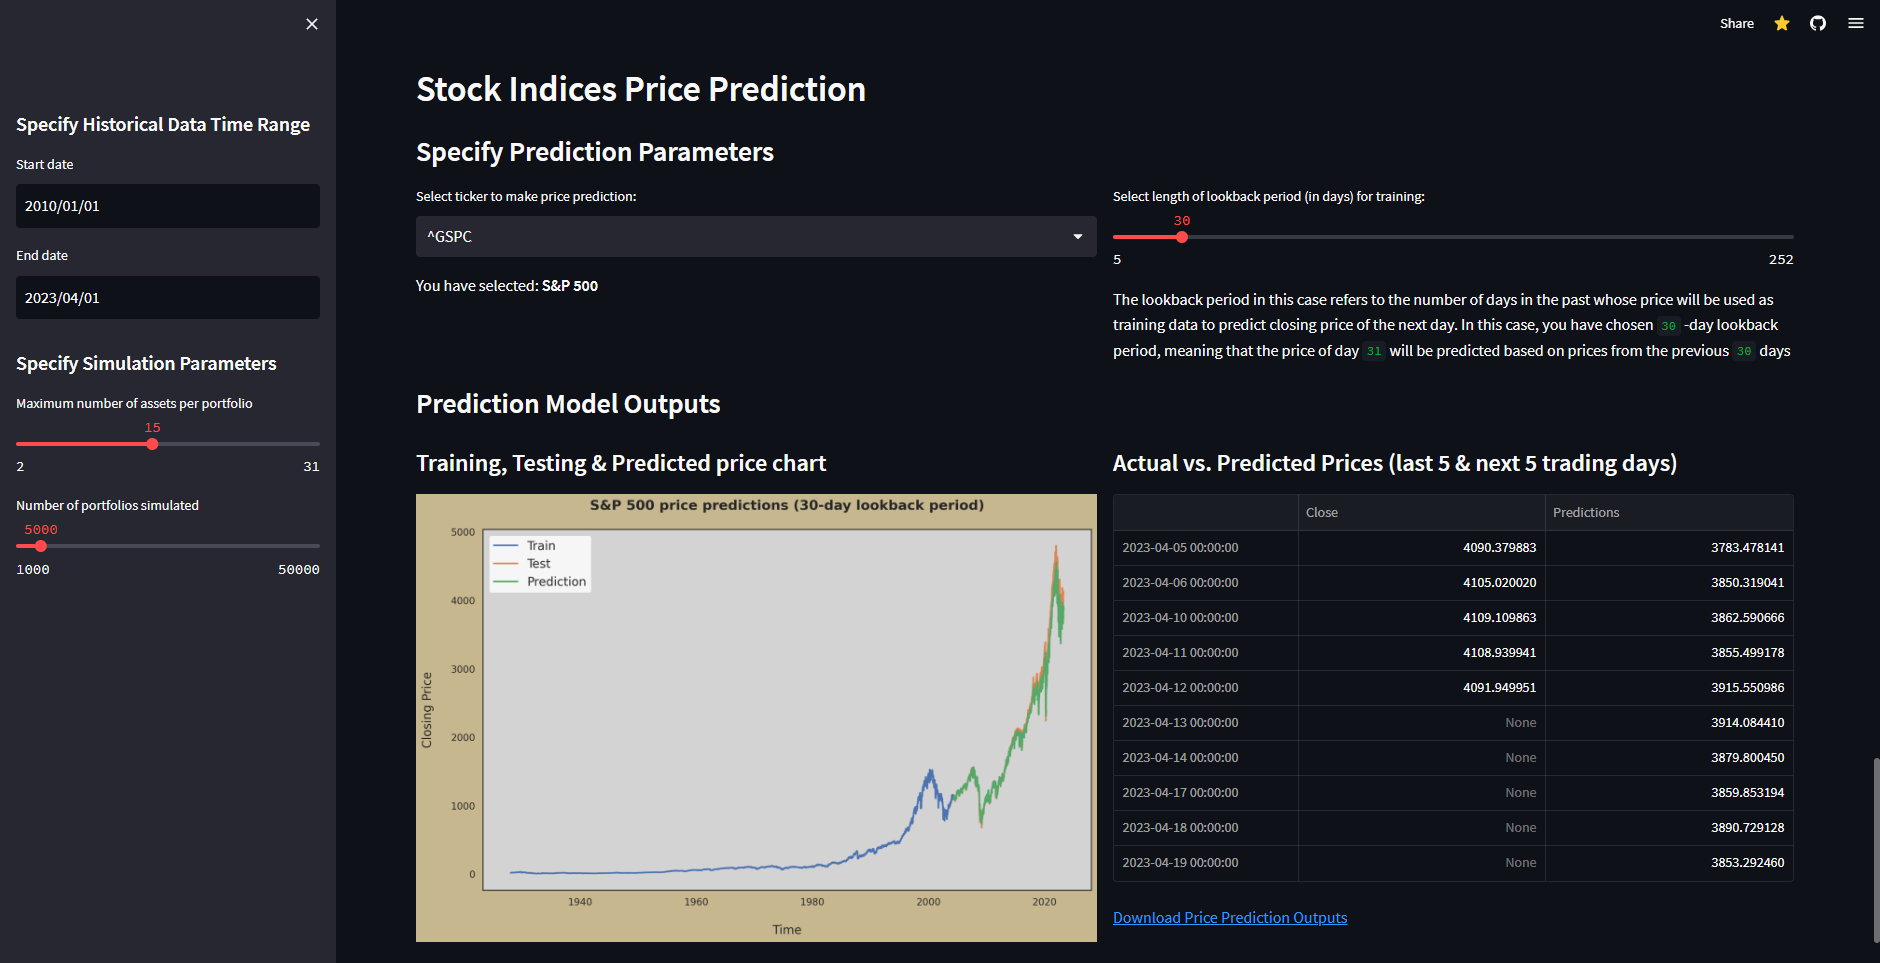 Share
Specify Historical Data Time Range
Start date
2010/01/01
End date
2023/04/01
Specify Simulation Parameters
Maximum number of assets per portfolio
15
2 31
Number of portfolios simulated
5000
1000 50000
Stock Indices Price Prediction
Specify Prediction Parameters
Select ticker to make price prediction:
^GSPC
You have selected: S&P 500
Select length of lookback period (in days) for training:
30
5 252
The lookback period in this case refers to the number of days in the past whose price will be used as
training data to predict closing price of the next day. In this case, you have chosen 30 -day lookback
period, meaning that the price of day 31 will be predicted based on prices from the previous 30 days
Prediction Model Outputs
Training, Testing & Predicted price chart
S&P 500 price predictions (30-day lookback period)
Train
Test
Prediction
5000
4000
3000
2000
1000
0
Closing Price
1940 1960 1980 2000 2020
Time
Actual vs. Predicted Prices (last 5 & next 5 trading days)
Close Predictions
2023-04-05 00:00:00 4090.379883 3783.478141
2023-04-06 00:00:00 4105.020020 3850.319041
2023-04-10 00:00:00 4109.109863 3862.590666
2023-04-11 00:00:00 4108.939941 3855.499178
2023-04-12 00:00:00 4091.949951 3915.550986
2023-04-13 00:00:00 None 3914.084410
2023-04-14 00:00:00 None 3879.800450
2023-04-17 00:00:00 None 3859.853194
2023-04-18 00:00:00 None 3890.729128
2023-04-19 00:00:00 None 3853.292460
Download Price Prediction Outputs